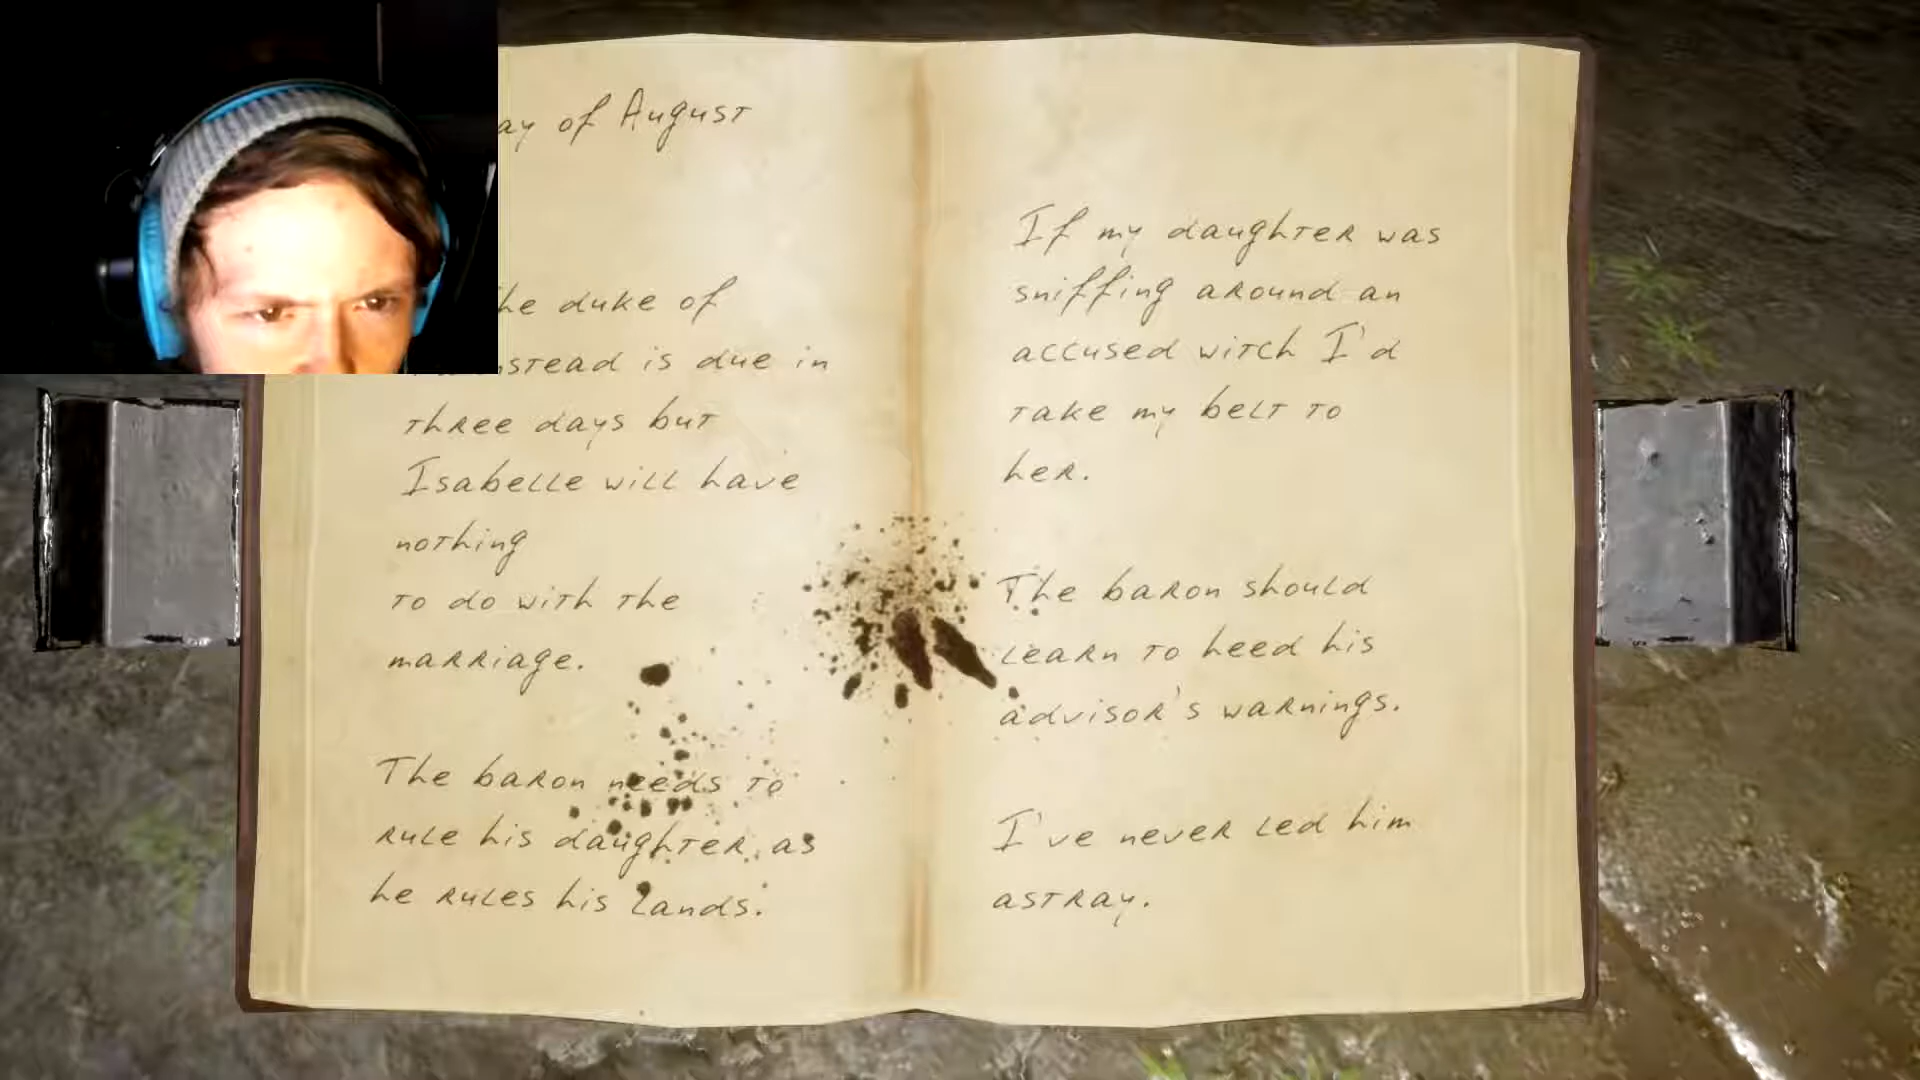 of August
duke of
is due in
three days but
Isabelle will have
nothing
to do with the
marriage.
The baron needs to
rule his daughter as
he rules his lands.
If my daughter was
sniffing around an
accused witch I'd
take my belt to
her.
The baron should
learn to heed his
advisor's warnings.
I've never led him
astray.